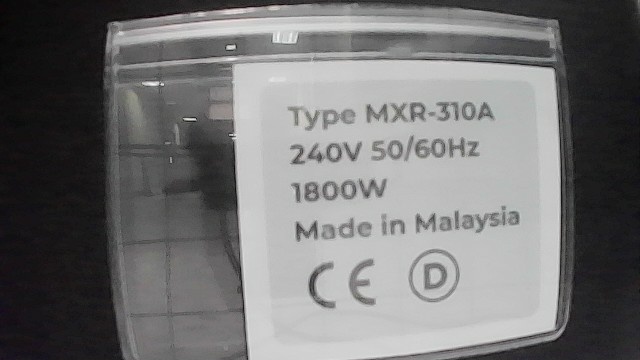 Type MXR-310A
240V 50/60Hz
1800W
Made in Malaysia
CE D